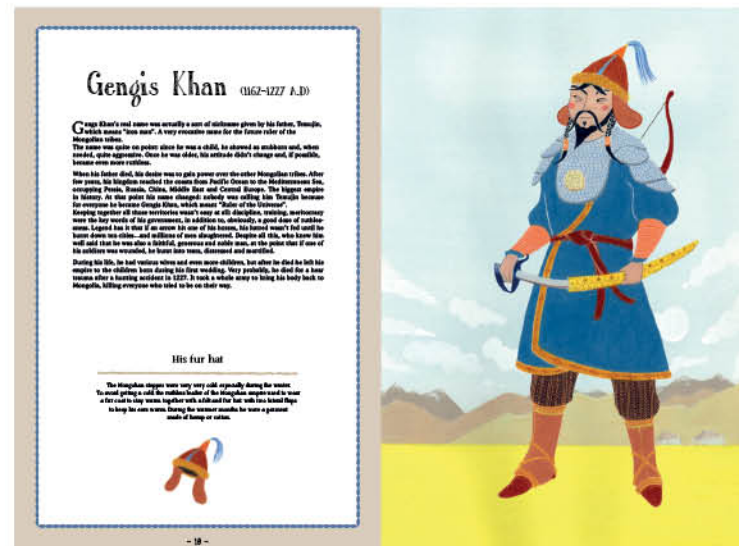 Gengis Khan (1162-1227 A.D)
Gengs Khan's real name was actually a sort of nickname given by his father, Temujin,
which meant "iron man". A very evocative name for the future ruler of the
Mongolian tribes.
The name was quite on point: since he was a child, he showed as stubborn and, when
needed, quite aggressive. Once he was older, his attitude didn't change and, if possible,
became even more ruthless.
When his father died, his desire was to gain power over the other Mongolian tribes. After
few years, his kingdom reached the coasts from Pacific Ocean to the Mediterranean Sea,
occupying Persia, Russia, China, Middle East and Central Europe. The biggest empire
in history. At that point his name changed: nobody was calling him Temujin because
for everyone he became Gengis Khan, which meant "Ruler of the Universe".
Keeping together all those territories wasn't easy at all: discipline, training, meritocracy
were the key words of his government, in addition to, obviously, a good dose of ruthless-
ness. Legend has it that if an arrow hit one of his horses, his hatred wasn't fed until he
burnt down ten cities—and millions of men slaughtered. Despite all this, who knew him
well said that he was also a faithful, generous and noble man, at the point that if one of
his soldiers was wounded, he burst into tears, distressed and mortified.
During his life, he had various wives and even more children, but after he died he left his
empire to the children born during his first wedding. Very probably, he died for a hear
trauma after a hunting accident in 1227. It took a whole army to bring his body back to
Mongolia, killing everyone who tried to be on their way.
His fur hat
The Mongolian steppes were very very cold especially during the winter.
To avoid getting a cold the ruthless leader of the Mongolian empire used to wear
a fur coat to stay warm together with a felt and fur hat with two lateral flaps
to keep his ears warm. During the warmer months he wore a garment
made of hemp or cotton.
- 10 -